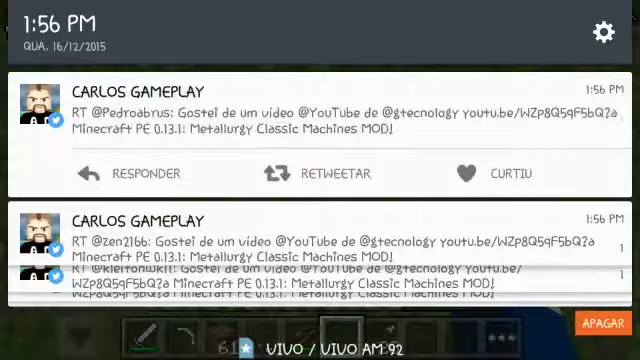 1:56 PM
QUA, 16/12/2015
CARLOS GAMEPLAY
1:56 PM
RT @Pedroabrus: Gostei de um vídeo @YouTube de @gtecnology youtu.be/WZp8Q5qF5bQ?a
Minecraft PE 0.13.1: Metallurgy Classic Machines MOD!
RESPONDER
RETWEETAR
CURTIU
CARLOS GAMEPLAY
1:56 PM
RT @zen2166: Gostei de um vídeo @YouTube de @gtecnology youtu.be/WZp8Q5qF5bQ?a
1
Minecraft PE 0.13.1: Metallurgy Classic Machines MOD!
Gostei de um vídeo @YouTube de @gtecnology youtu.be/
1
WZp8Q5qF5bQ?a Minecraft PE 0.13.1: Metallurgy Classic Machines MOD!
APAGAR
VIVO / VIVO AM 92